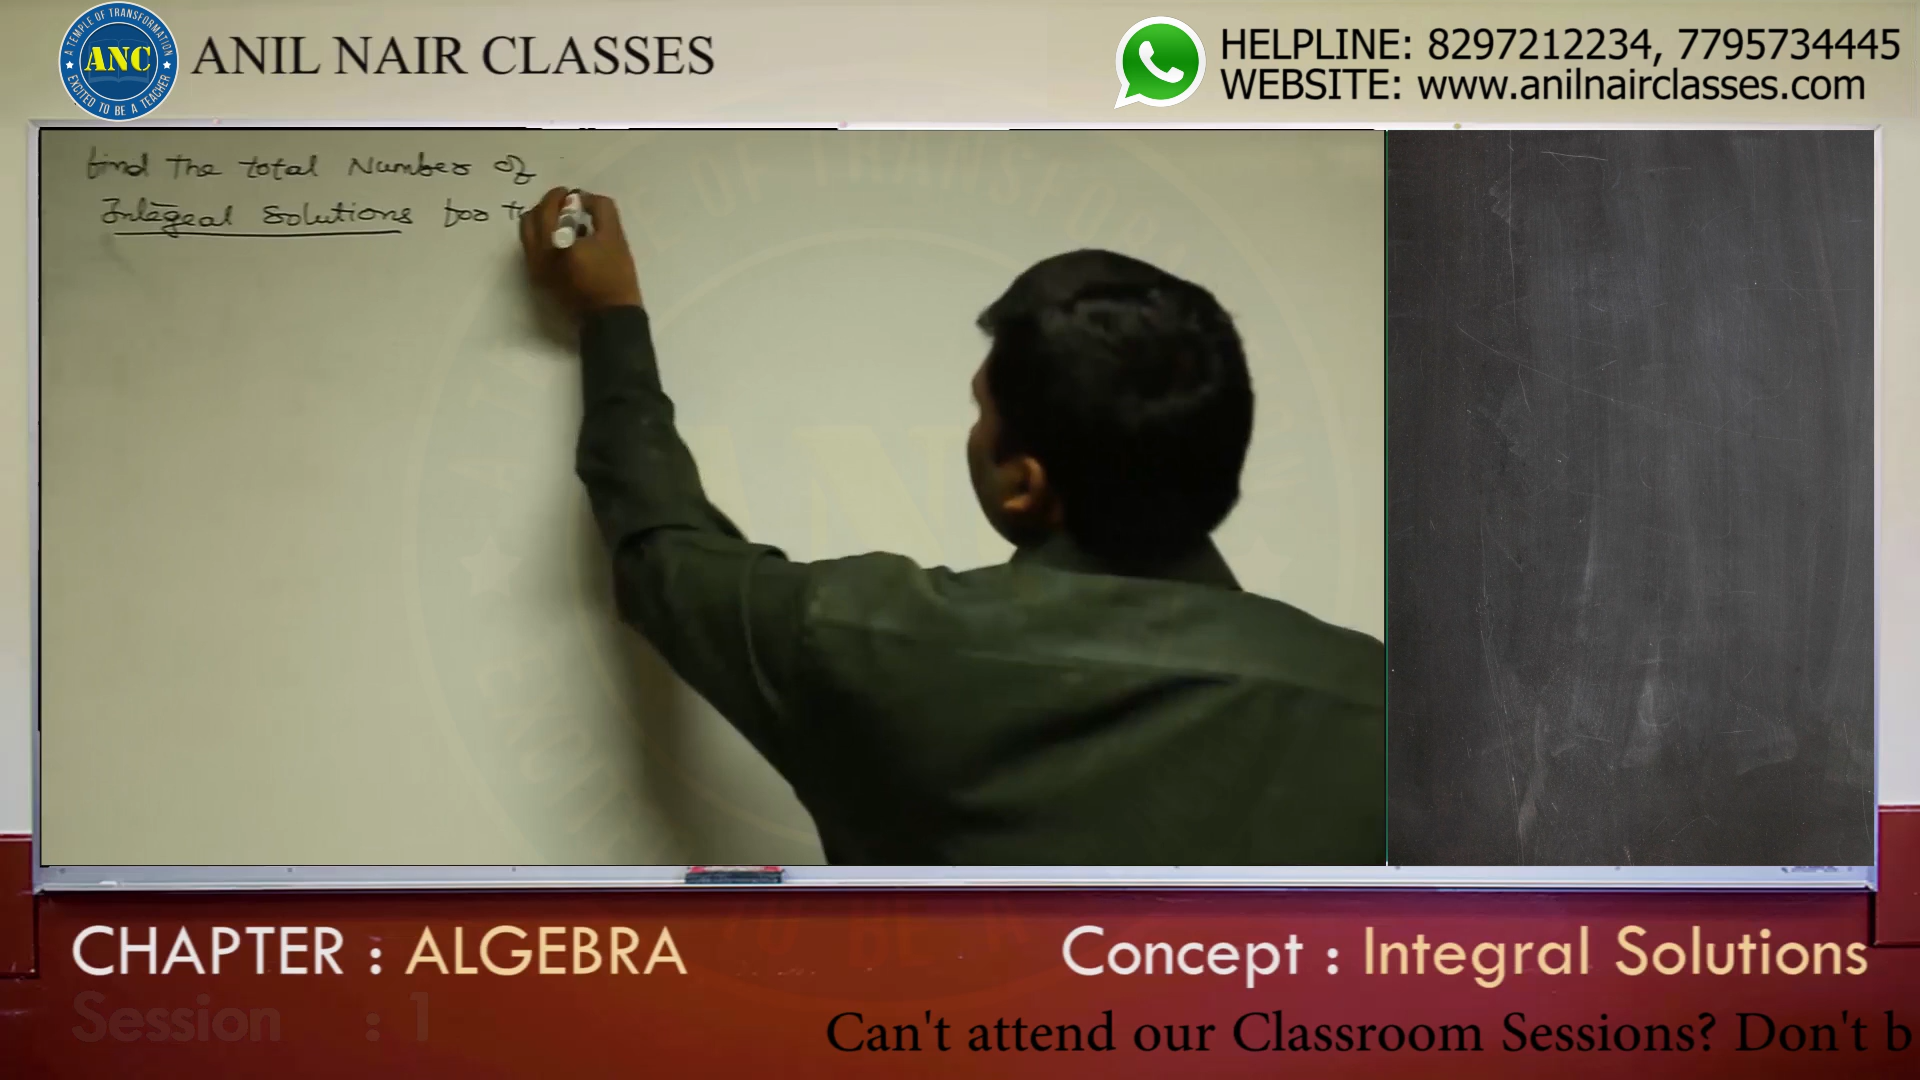 A TEMPLE OF TRANSFORMATION
ANC
EXCITED TO BE A TEACHER
ANIL NAIR CLASSES
HELPLINE: 8297212234, 7795734445
WEBSITE: www.anilnairclasses.com
find The total Number of
Integral Solutions for
CHAPTER : ALGEBRA
Concept : Integral Solutions
Session : 1
Can't attend our Classroom Sessions? Don't b